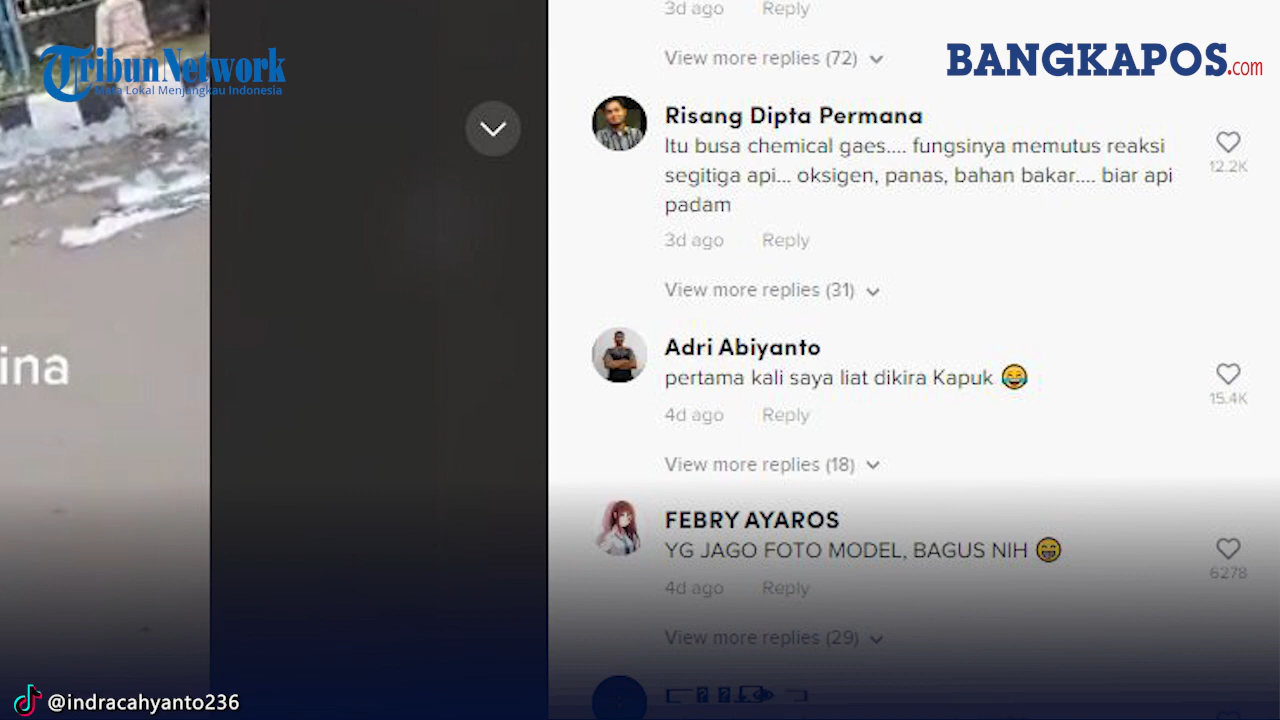 3d ago Reply
View more replies (72)
Tribun Network
Mata Lokal Menjangkau Indonesia
BANGKAPOS.com
Risang Dipta Permana
Itu busa chemical gaes.... fungsinya memutus reaksi
segitiga api... oksigen, panas, bahan bakar.... biar api
padam
12.2K
3d ago Reply
View more replies (31)
ina
Adri Abiyanto
pertama kali saya liat dikira Kapuk 😂
15.4K
4d ago Reply
View more replies (18)
FEBRY AYAROS
YG JAGO FOTO MODEL, BAGUS NIH 😁
6278
4d ago Reply
View more replies (29)
@indracahyanto236